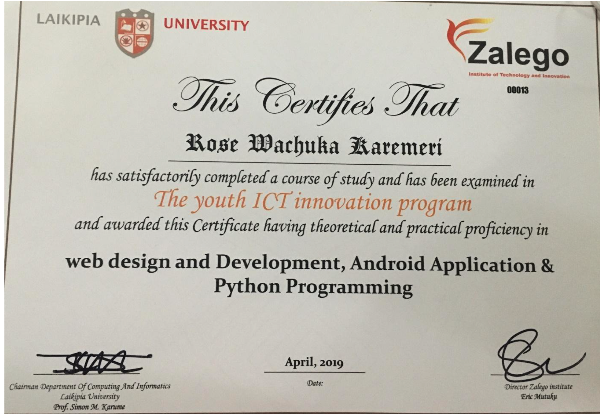 LAIKIPIA UNIVERSITY
Zalego
Institute of Technology and Innovation
00013
This Certifies That
Rose Wachuka Karemeri
has satisfactorily completed a course of study and has been examined in
The youth ICT innovation program
and awarded this Certificate having theoretical and practical proficiency in
web design and Development, Android Application &
Python Programming
April, 2019
Date:
Chairman Department Of Computing And Informatics
Laikipia University
Prof. Simon M. Karume
Director Zalego institute
Eric Mutuku